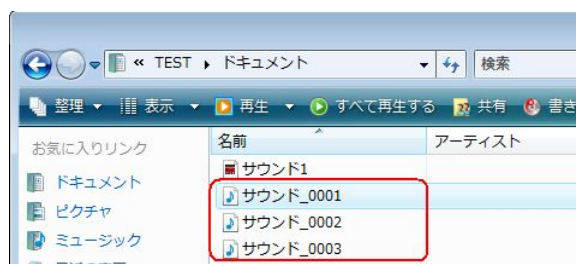 « TEST ▸ ドキュメント 検索
整理 ▼ 表示 ▼ 再生 ▼ すべて再生する 共有 書き
お気に入りリンク
名前 アーティスト
サウンド1
ドキュメント
サウンド_0001
ピクチャ
サウンド_0002
ミュージック
サウンド_0003